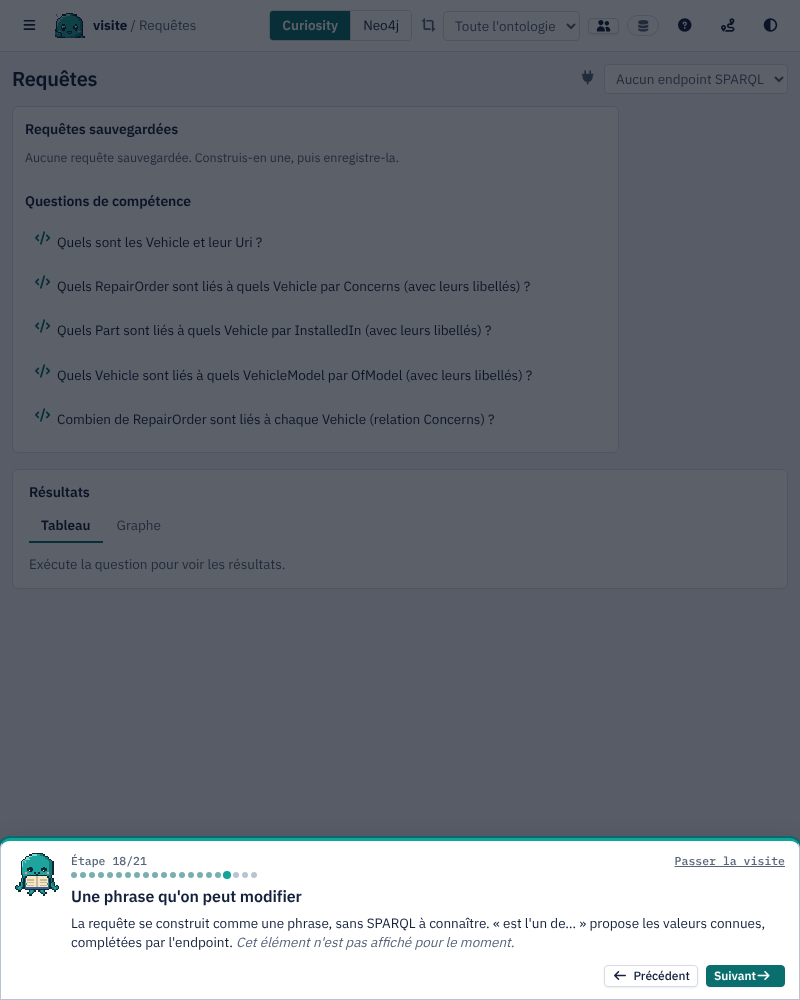 visite / Requêtes
Curiosity
Neo4j
Toute l'ontologie
Requêtes
Aucun endpoint SPARQL
Requêtes sauvegardées
Aucune requête sauvegardée. Construis-en une, puis enregistre-la.
Questions de compétence
</> Quels sont les Vehicle et leur Uri ?
</> Quels RepairOrder sont liés à quels Vehicle par Concerns (avec leurs libellés) ?
</> Quels Part sont liés à quels Vehicle par InstalledIn (avec leurs libellés) ?
</> Quels Vehicle sont liés à quels VehicleModel par OfModel (avec leurs libellés) ?
</> Combien de RepairOrder sont liés à chaque Vehicle (relation Concerns) ?
Résultats
Tableau
Graphe
Exécute la question pour voir les résultats.
Étape 18/21
Passer la visite
Une phrase qu'on peut modifier
La requête se construit comme une phrase, sans SPARQL à connaître. « est l'un de… » propose les valeurs connues,
complétées par l'endpoint. Cet élément n'est pas affiché pour le moment.
← Précédent
Suivant →